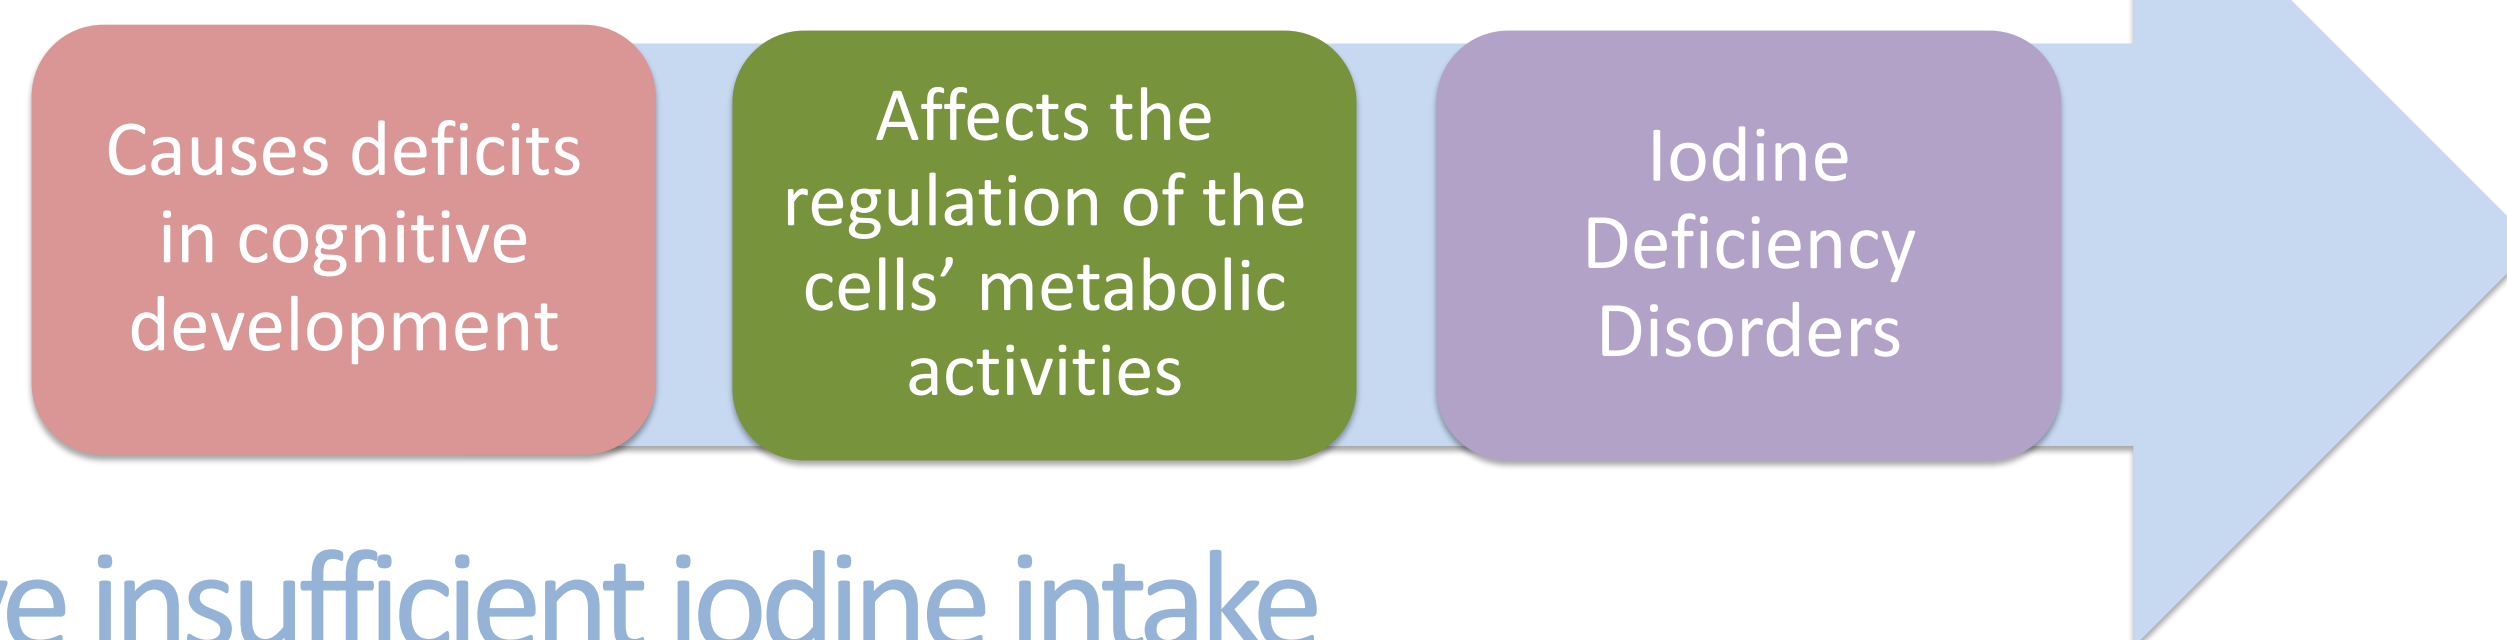 Causes deficits
in cognitive
development
Affects the
regulation of the
cells’ metabolic
activities
Iodine
Deficiency
Disorders
insufficient iodine intake